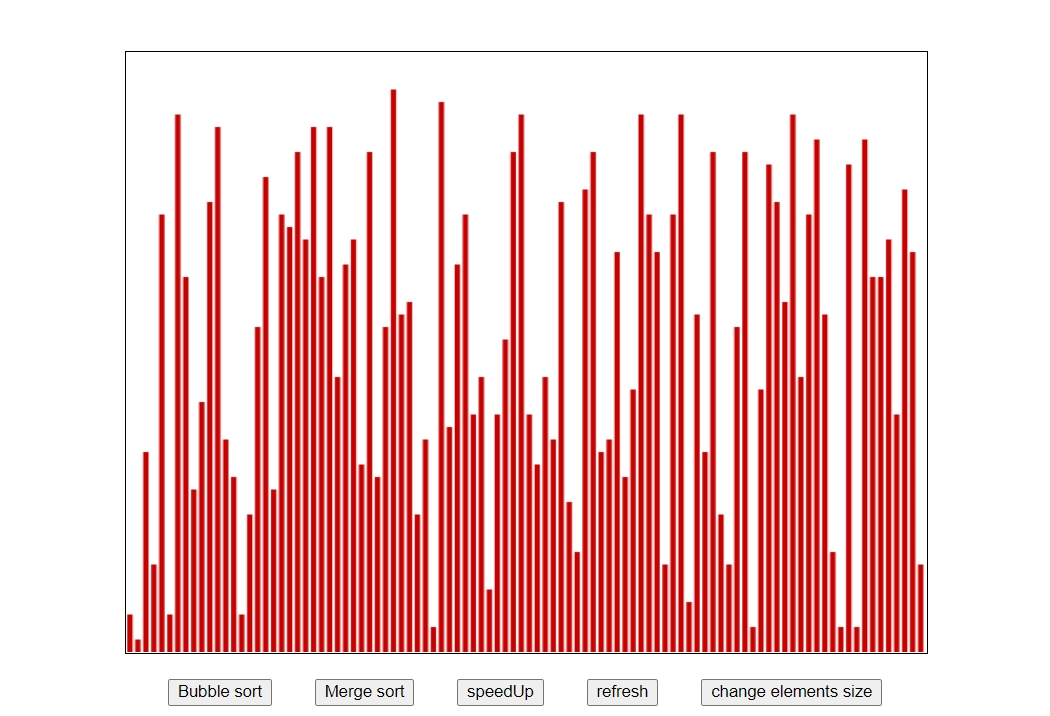 Bubble sort
Merge sort
speedUp
refresh
change elements size